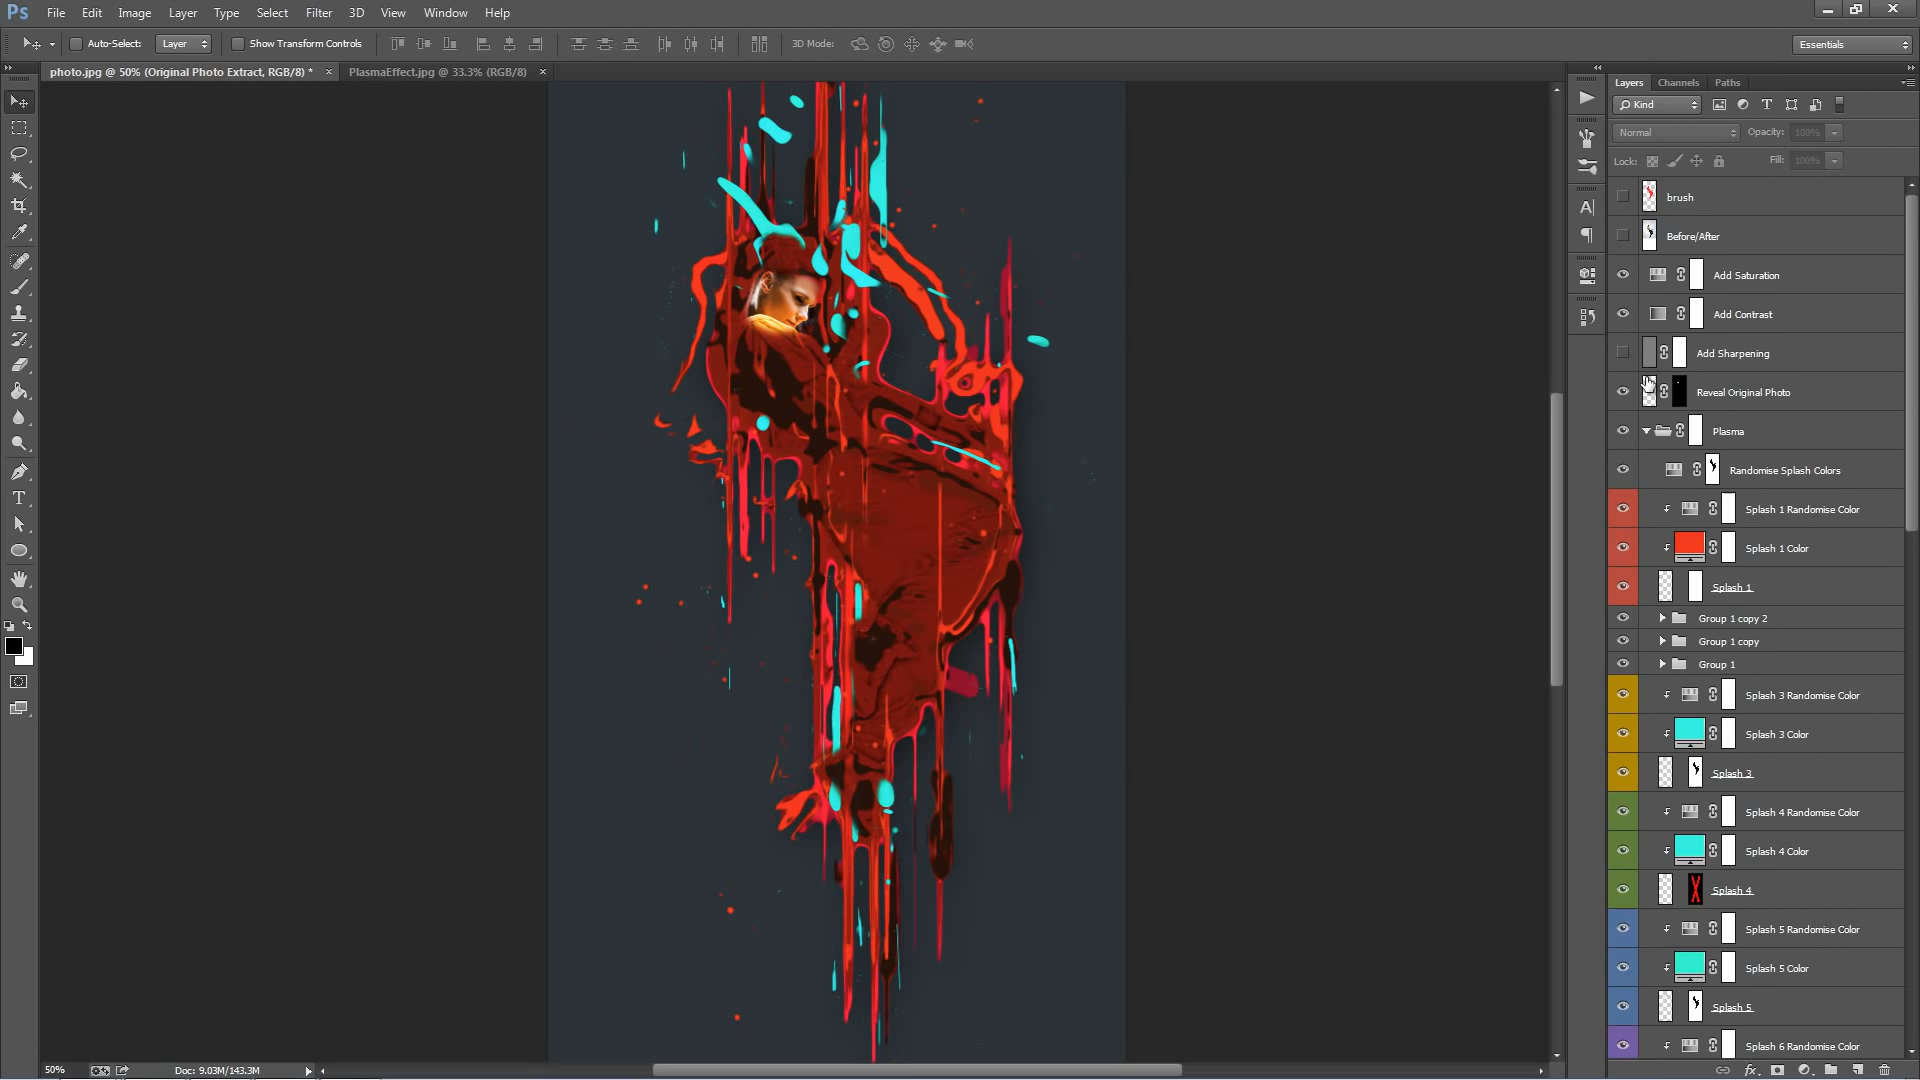 Ps File Edit Image Layer Type Select Filter 3D View Window Help
Auto-Select: Layer Show Transform Controls 3D Mode: Essentials
photo.jpg @ 50% (Original Photo Extract, RGB/8) * × PlasmaEffect.jpg @ 33.3% (RGB/8) ×
Layers Channels Paths
Kind
Normal Opacity: 100%
Lock: Fill: 100%
brush
Before/After
Add Saturation
Add Contrast
Add Sharpening
Reveal Original Photo
Plasma
Randomise Splash Colors
Splash 1 Randomise Color
Splash 1 Color
Splash 1
Group 1 copy 2
Group 1 copy
Group 1
Splash 3 Randomise Color
Splash 3 Color
Splash 3
Splash 4 Randomise Color
Splash 4 Color
Splash 4
Splash 5 Randomise Color
Splash 5 Color
Splash 5
Splash 6 Randomise Color
50% Doc: 9.03M/143.3M